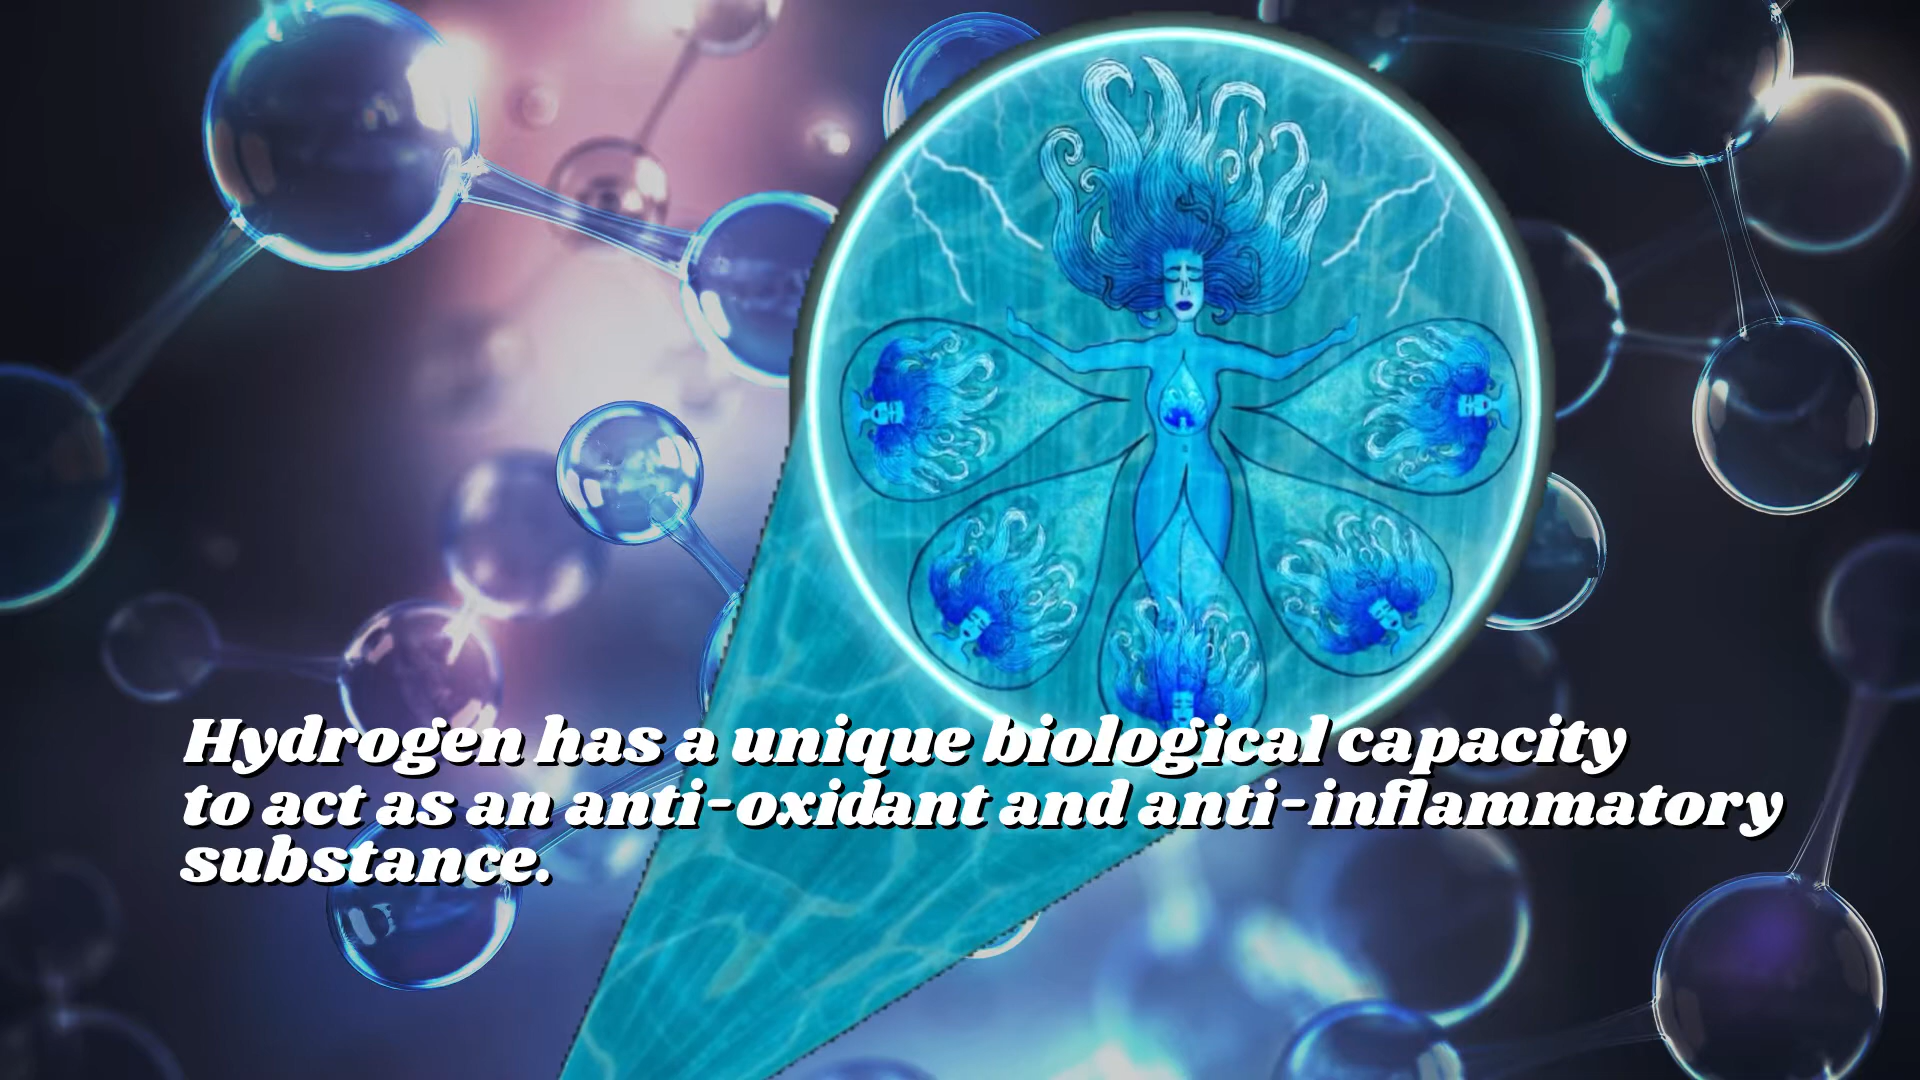 Hydrogen has a unique biological capacity
to act as an anti-oxidant and anti-inflammatory
substance.